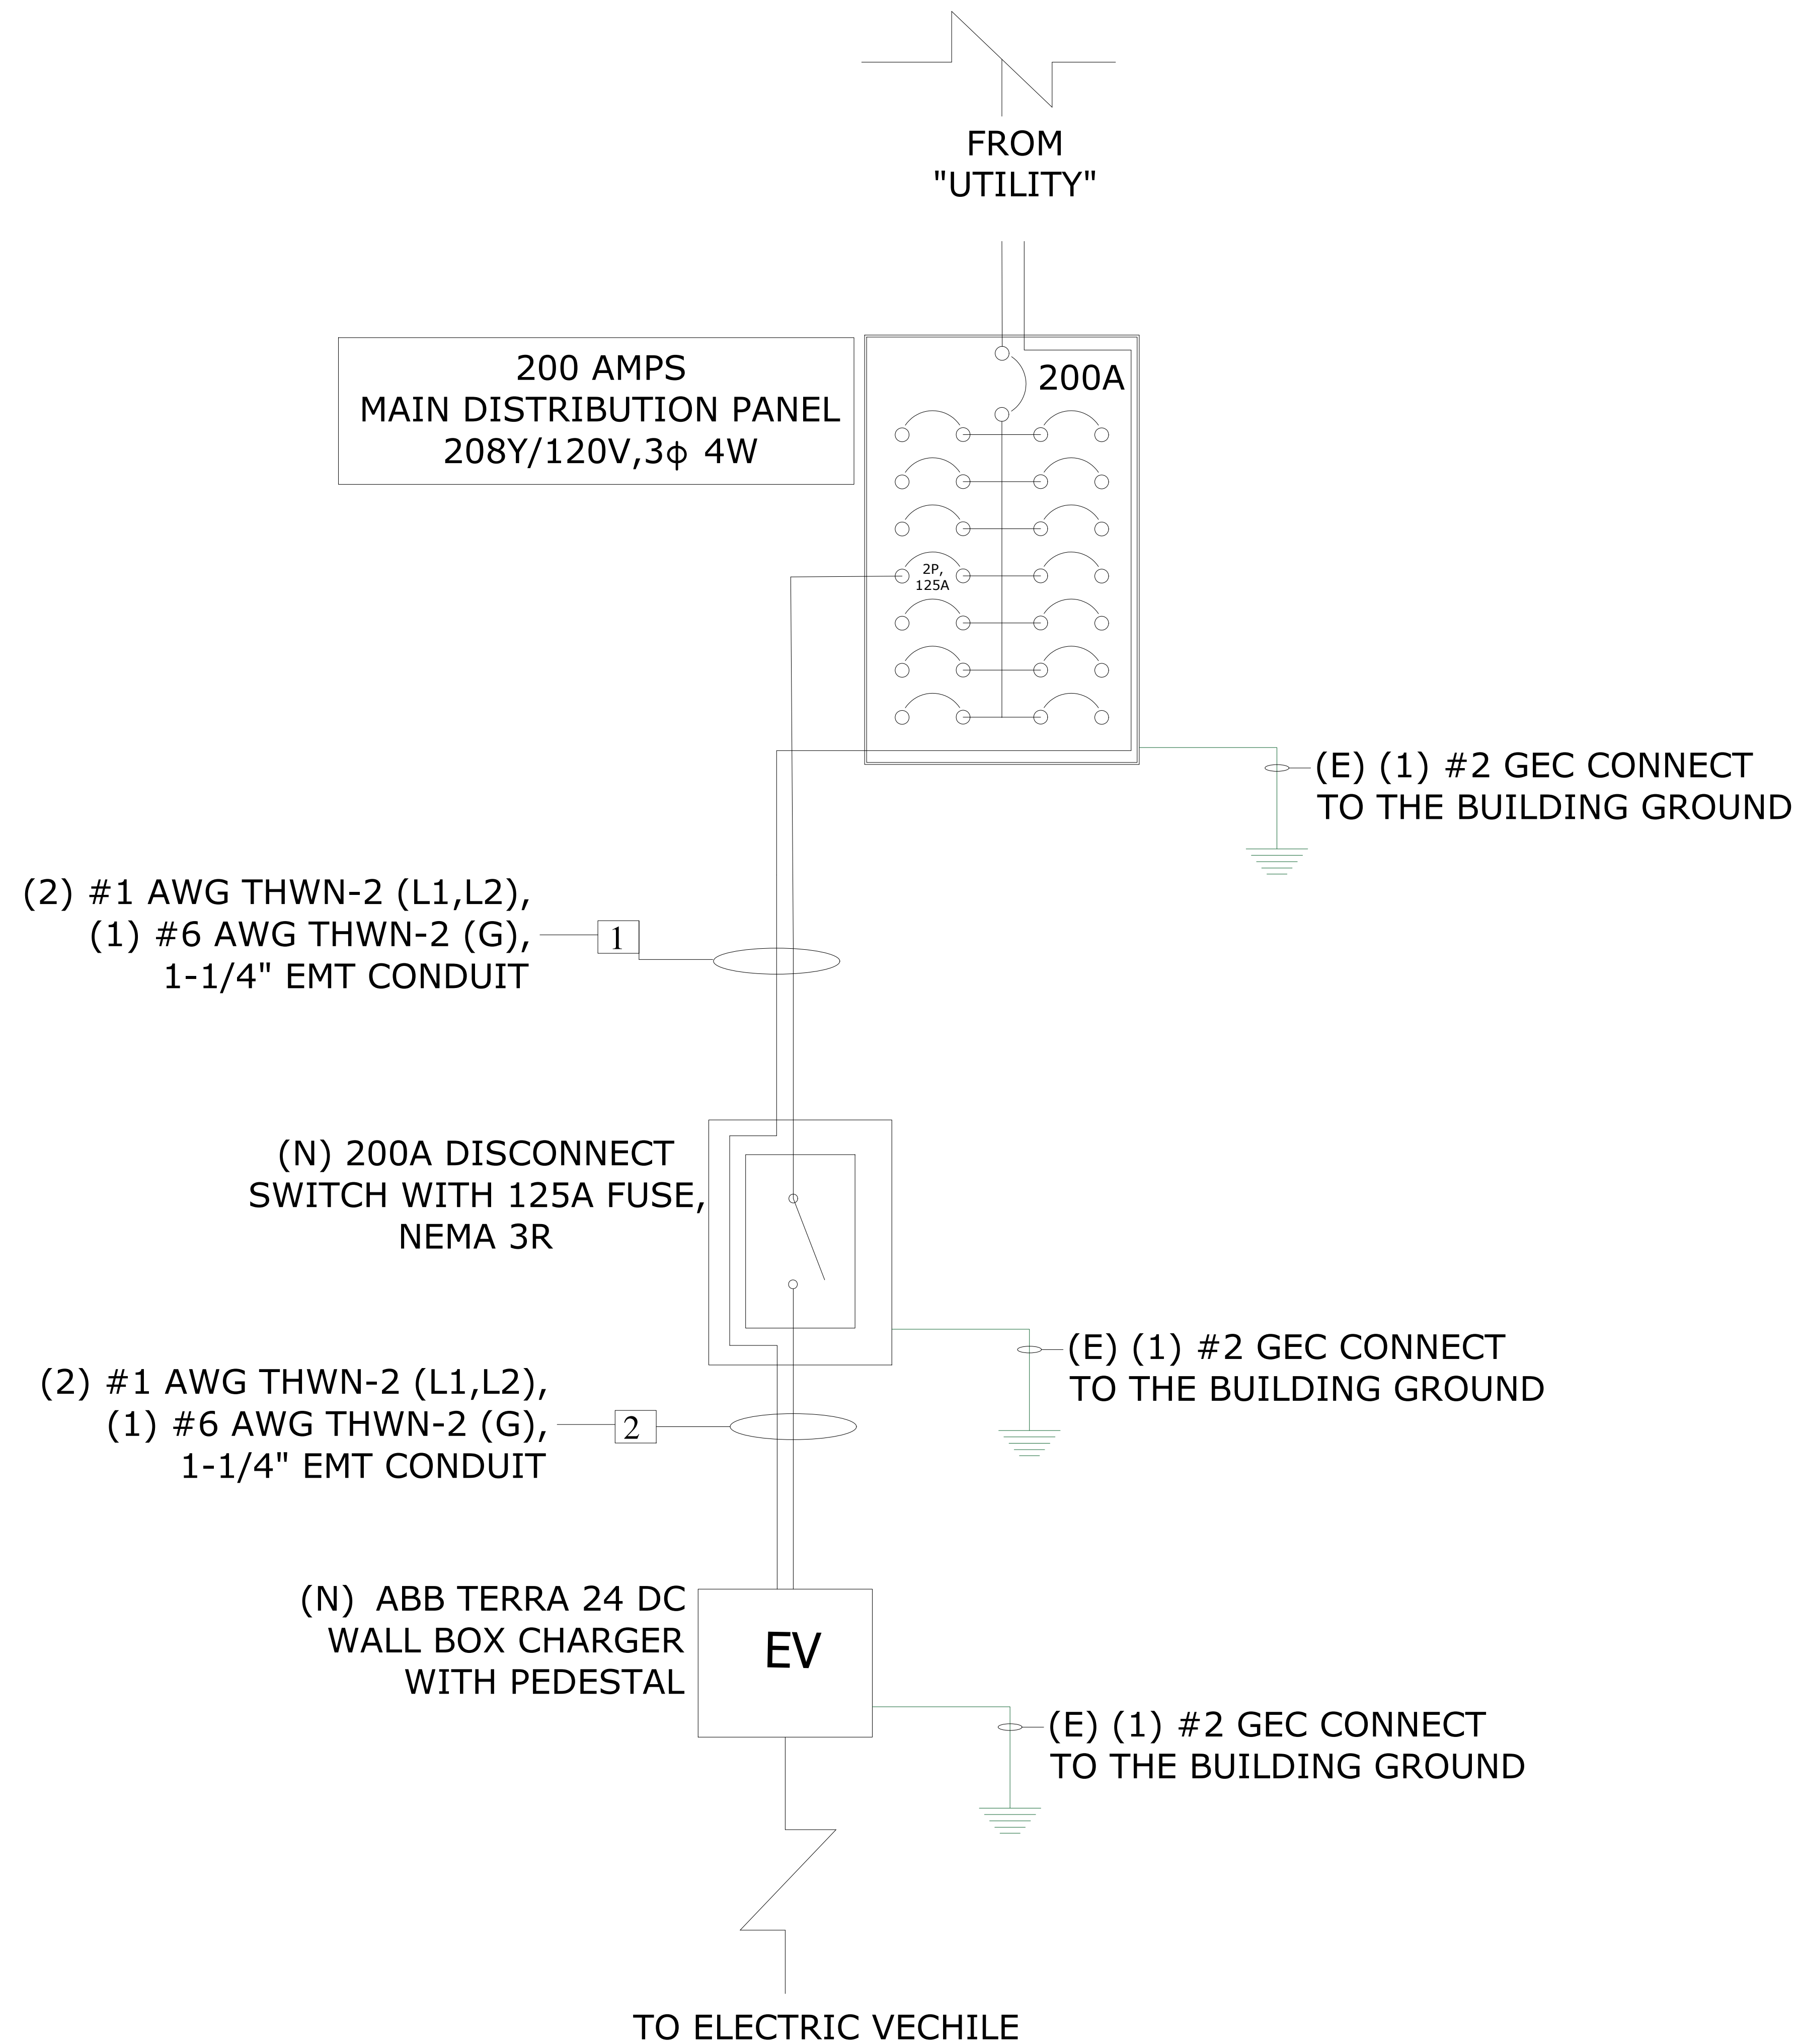 FROM
"UTILITY"
200 AMPS
MAIN DISTRIBUTION PANEL
208Y/120V,3ϕ 4W
200A
2P,
125A
(E) (1) #2 GEC CONNECT
TO THE BUILDING GROUND
(2) #1 AWG THWN-2 (L1,L2),
(1) #6 AWG THWN-2 (G),
1-1/4" EMT CONDUIT
1
(N) 200A DISCONNECT
SWITCH WITH 125A FUSE,
NEMA 3R
(E) (1) #2 GEC CONNECT
TO THE BUILDING GROUND
(2) #1 AWG THWN-2 (L1,L2),
(1) #6 AWG THWN-2 (G),
1-1/4" EMT CONDUIT
2
(N) ABB TERRA 24 DC
WALL BOX CHARGER
WITH PEDESTAL
EV
(E) (1) #2 GEC CONNECT
TO THE BUILDING GROUND
TO ELECTRIC VECHILE